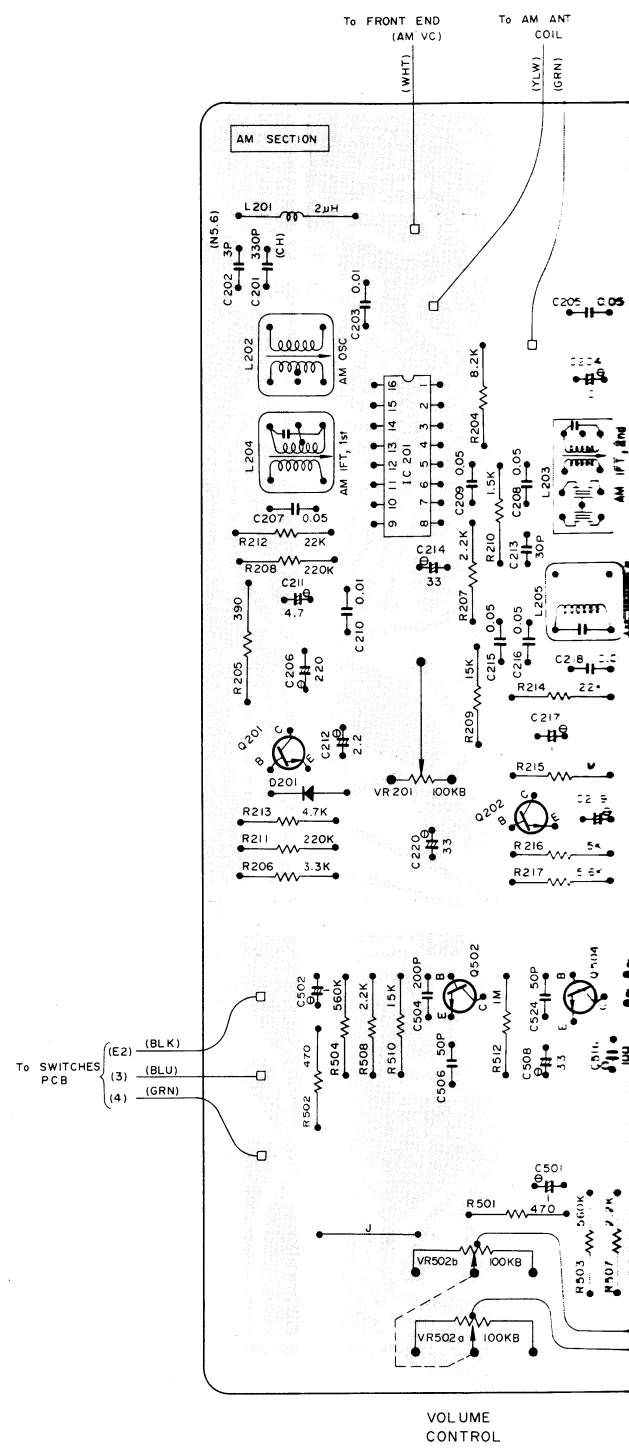 To FRONT END
(AM VC)
To AM ANT
COIL
(WHT)
(YLW)
(GRN)
AM SECTION
L201 2μH
(N5.6)
3P
C202
330P
(CH)
C201
0.01
C203
C205 0.05
L202
AM OSC
8.2K
R204
L204
AM IFT, 1st
16
15
14
13
12
11
10
9
IC 201
1
2
3
4
5
6
7
8
0.05
C209
1.5K
R210
0.05
C208
L203
AM IFT, 2nd
C207 0.05
R212 22K
R208 220K
C214
33
2.2K
R207
C213
30P
L205
C211
4.7
0.01
C210
390
R205
C206
220
0.05
C215
0.05
C216
15K
R209
C218
R214
C217
Q201
B
C
E
C212
2.2
D201
VR201 100KB
R215
Q202
B
C
E
R213 4.7K
R211 220K
R206 3.3K
C220
33
R216
R217
C502
1
560K
R504
2.2K
R508
15K
R510
200P
C504
B
E
C
Q502
1M
R512
50P
C524
B
E
Q504
50P
C506
C508
33
470
R502
To SWITCHES
PCB
(E2) (BLK)
(3) (BLU)
(4) (GRN)
C501
1
R501 470
560K
R503
2.2K
R507
J
VR502b 100KB
VR502a 100KB
VOLUME
CONTROL